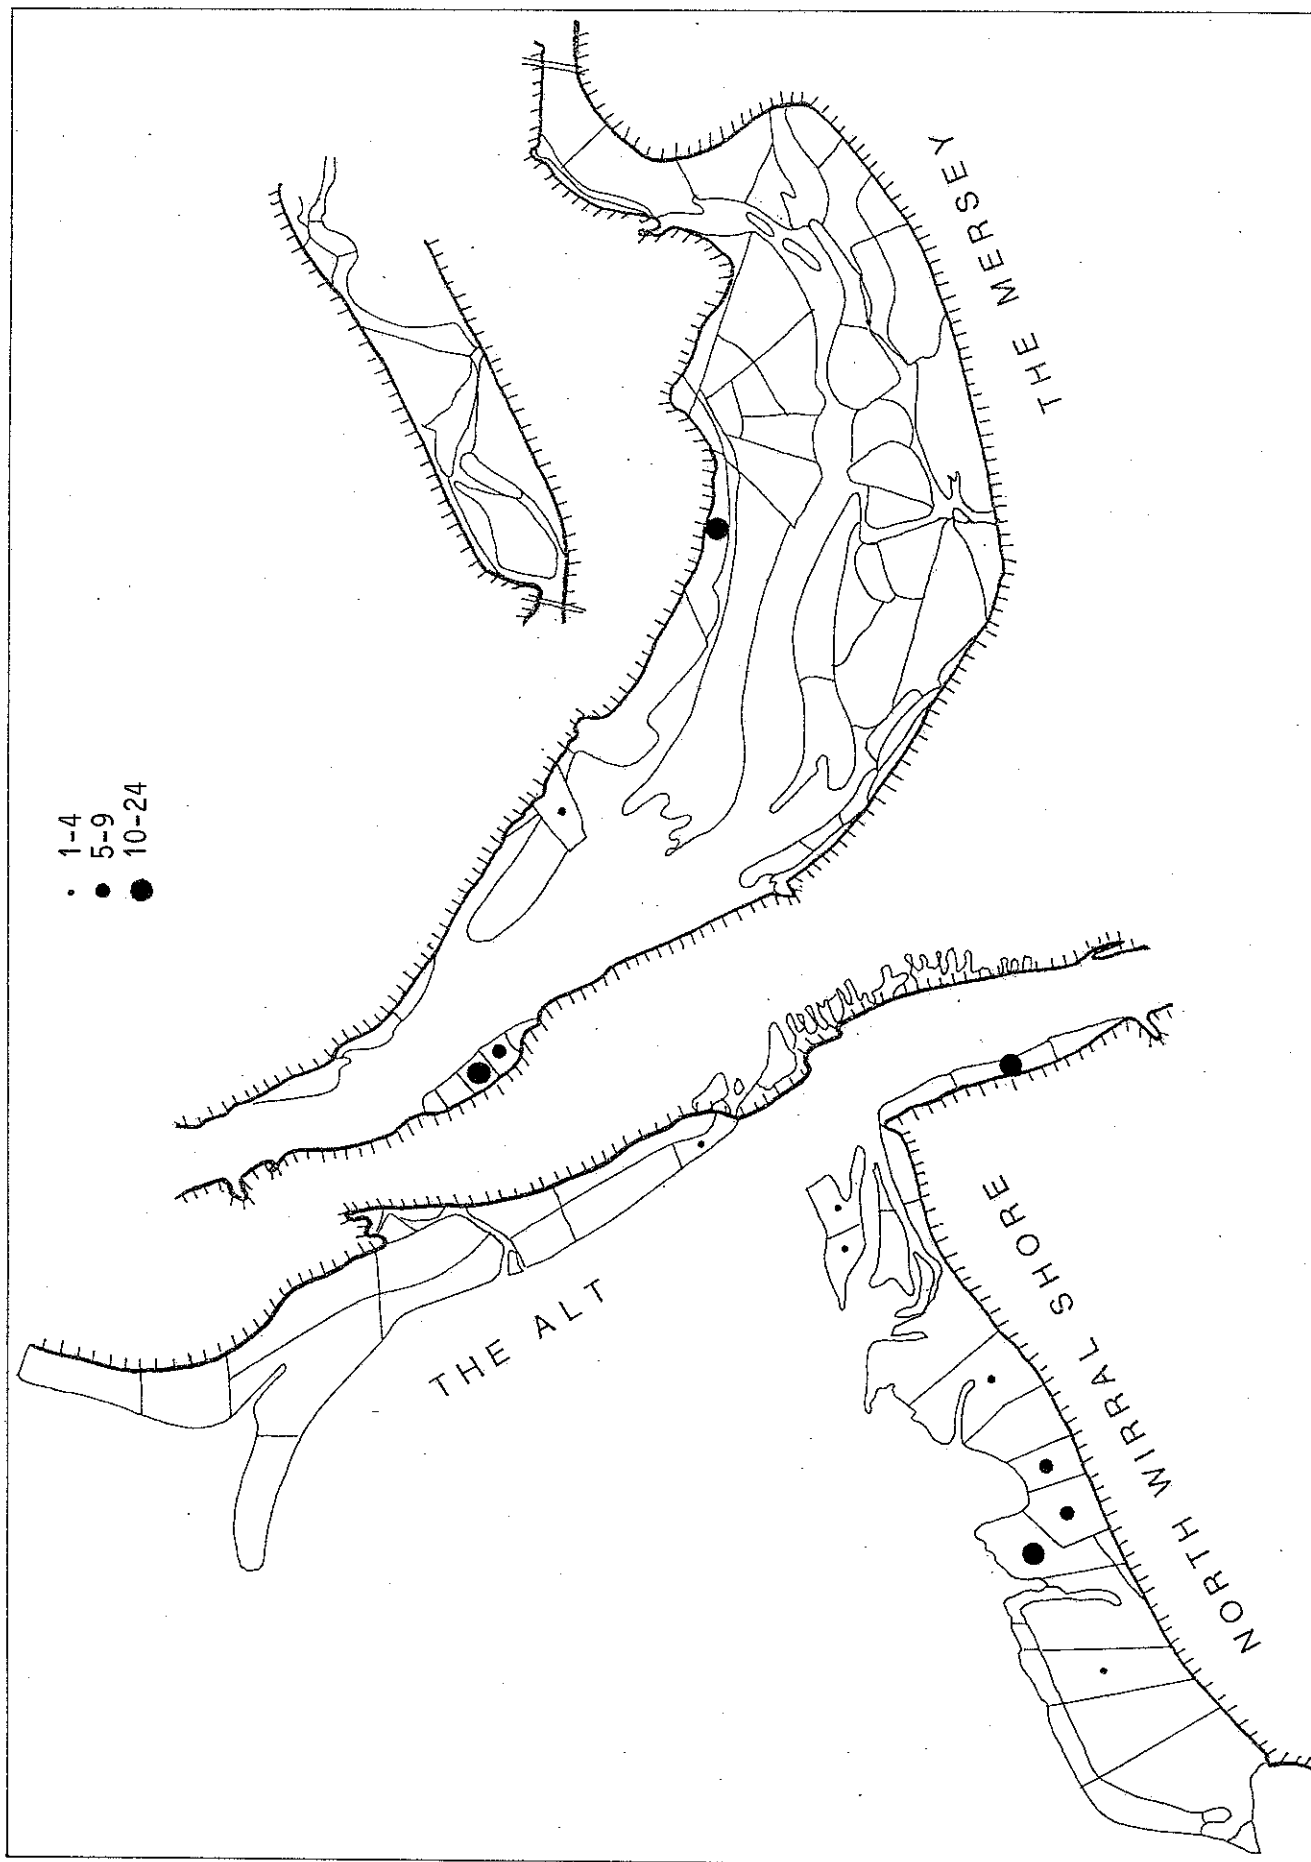 1-4
5-9
10-24
THE MERSEY
THE ALT
NORTH WIRRAL SHORE